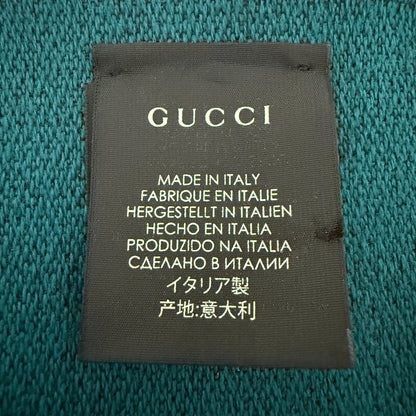 GUCCI
MADE IN ITALY
FABRIQUE EN ITALIE
HERGESTELLT IN ITALIEN
HECHO EN ITALIA
PRODUZIDO NA ITALIA
СДЕЛАНО В ИТАЛИИ
イタリア製
产地:意大利